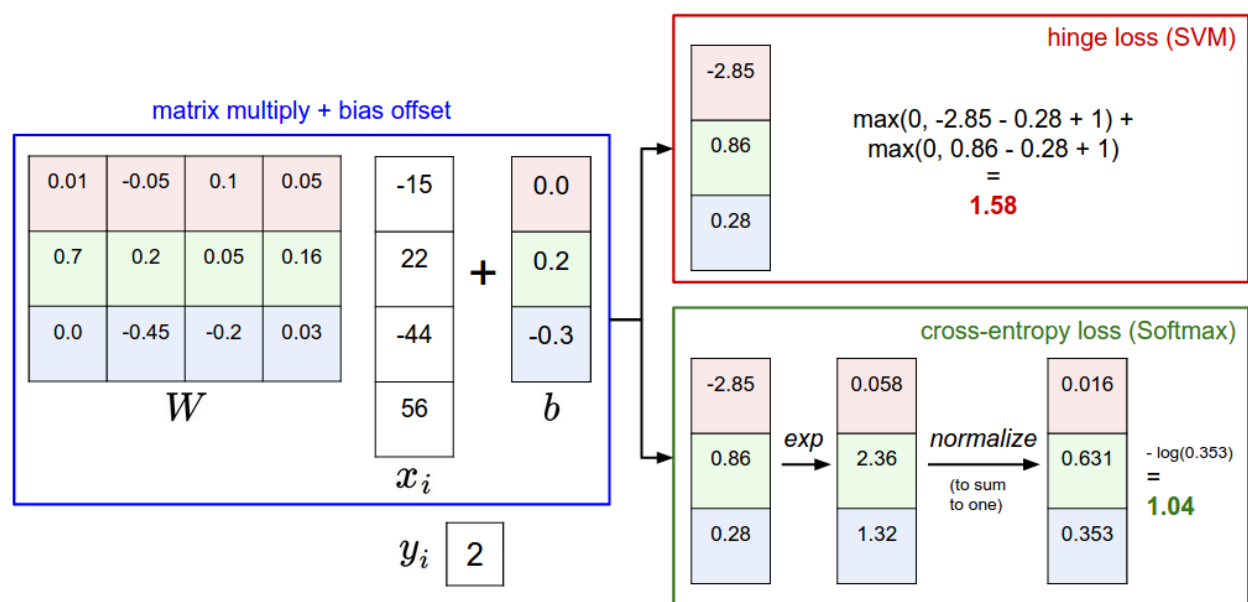 matrix multiply + bias offset
0.01 -0.05 0.1 0.05
0.7 0.2 0.05 0.16
0.0 -0.45 -0.2 0.03
W
-15
22
-44
56
x_i
+
0.0
0.2
-0.3
b
y_i 2
hinge loss (SVM)
-2.85
0.86
0.28
max(0, -2.85 - 0.28 + 1) +
max(0, 0.86 - 0.28 + 1)
=
1.58
cross-entropy loss (Softmax)
-2.85
0.86
0.28
exp
0.058
2.36
1.32
normalize
(to sum
to one)
0.016
0.631
0.353
- log(0.353)
=
1.04